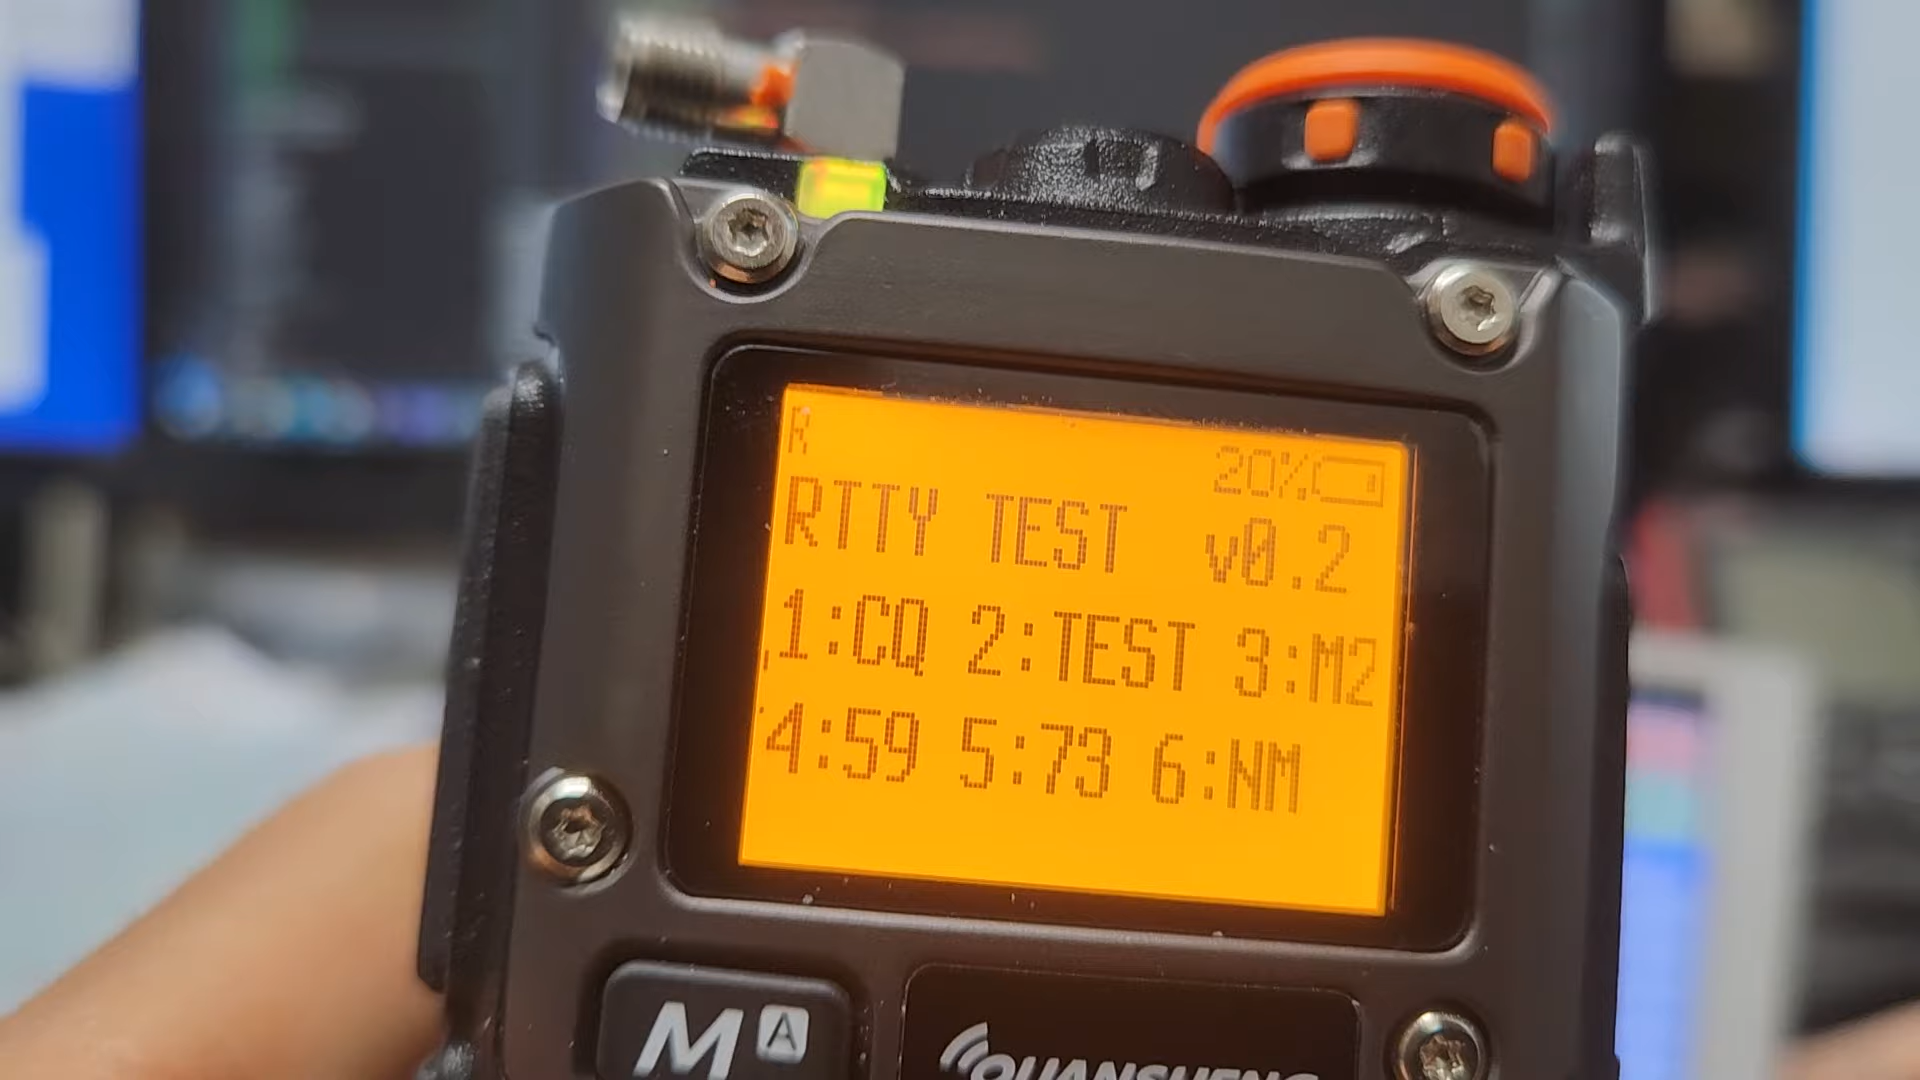 R
20%
RTTY TEST v0.2
1:CQ 2:TEST 3:M2
4:59 5:73 6:NM
M A
QUANSHENG